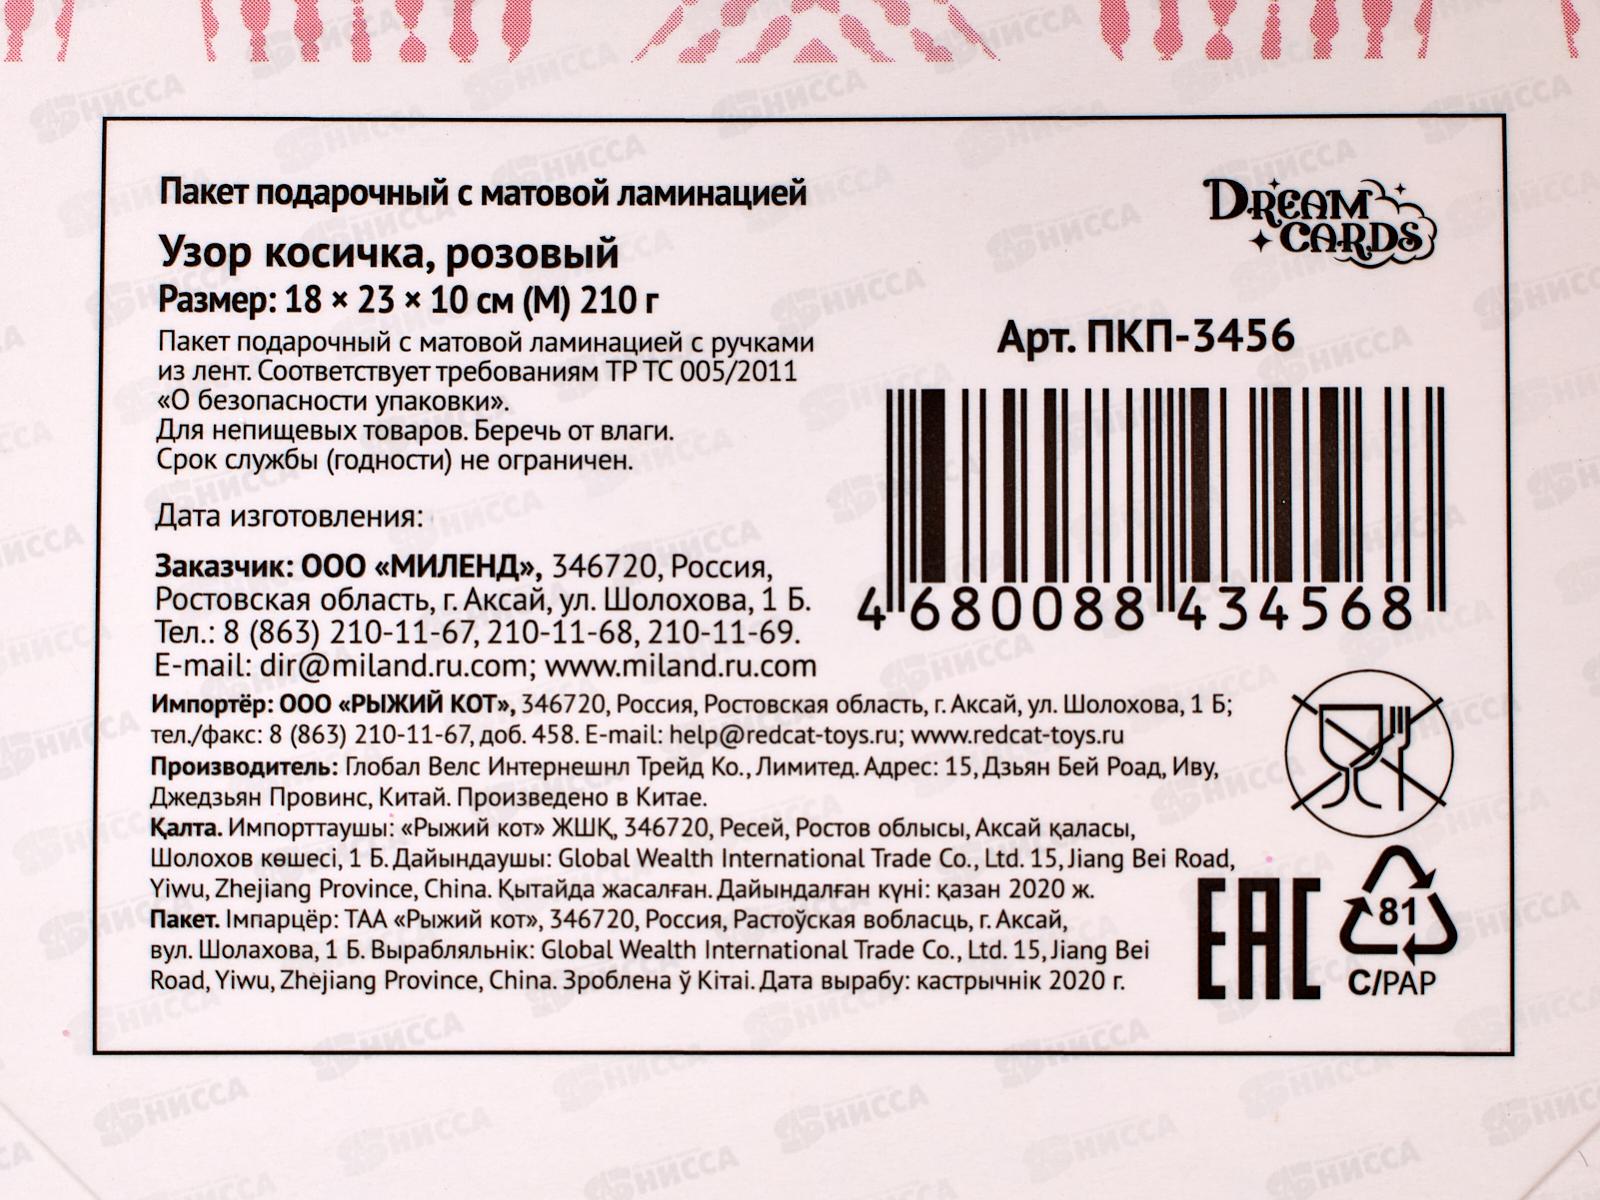 Пакет подарочный с матовой ламинацией
Узор косичка, розовый
Размер: 18 × 23 × 10 см (M) 210 г
Пакет подарочный с матовой ламинацией с ручками
из лент. Соответствует требованиям ТР ТС 005/2011
«О безопасности упаковки».
Для непищевых товаров. Беречь от влаги.
Срок службы (годности) не ограничен.
Дата изготовления:
Заказчик: ООО «МИЛЕНД», 346720, Россия,
Ростовская область, г. Аксай, ул. Шолохова, 1 Б.
Тел.: 8 (863) 210-11-67, 210-11-68, 210-11-69.
E-mail: dir@miland.ru.com; www.miland.ru.com
Импортёр: ООО «РЫЖИЙ КОТ», 346720, Россия, Ростовская область, г. Аксай, ул. Шолохова, 1 Б;
тел./факс: 8 (863) 210-11-67, доб. 458. E-mail: help@redcat-toys.ru; www.redcat-toys.ru
Производитель: Глобал Велс Интернешнл Трейд Ко., Лимитед. Адрес: 15, Дзьян Бей Роад, Иву,
Джедзьян Провинс, Китай. Произведено в Китае.
Қалта. Импорттаушы: «Рыжий кот» ЖШҚ, 346720, Ресей, Ростов облысы, Аксай қаласы,
Шолохов көшесі, 1 Б. Дайындаушы: Global Wealth International Trade Co., Ltd. 15, Jiang Bei Road,
Yiwu, Zhejiang Province, China. Қытайда жасалған. Дайындалған күні: қазан 2020 ж.
Пакет. Імпарцёр: ТАА «Рыжий кот», 346720, Россия, Растоўская вобласць, г. Аксай,
вул. Шолахова, 1 Б. Вырабляльнік: Global Wealth International Trade Co., Ltd. 15, Jiang Bei
Road, Yiwu, Zhejiang Province, China. Зроблена ў Кітаі. Дата вырабу: кастрычнік 2020 г.
DREAM
CARDS
Арт. ПКП-3456
4 680088 434568
EAC
81
C/PAP
НИССА